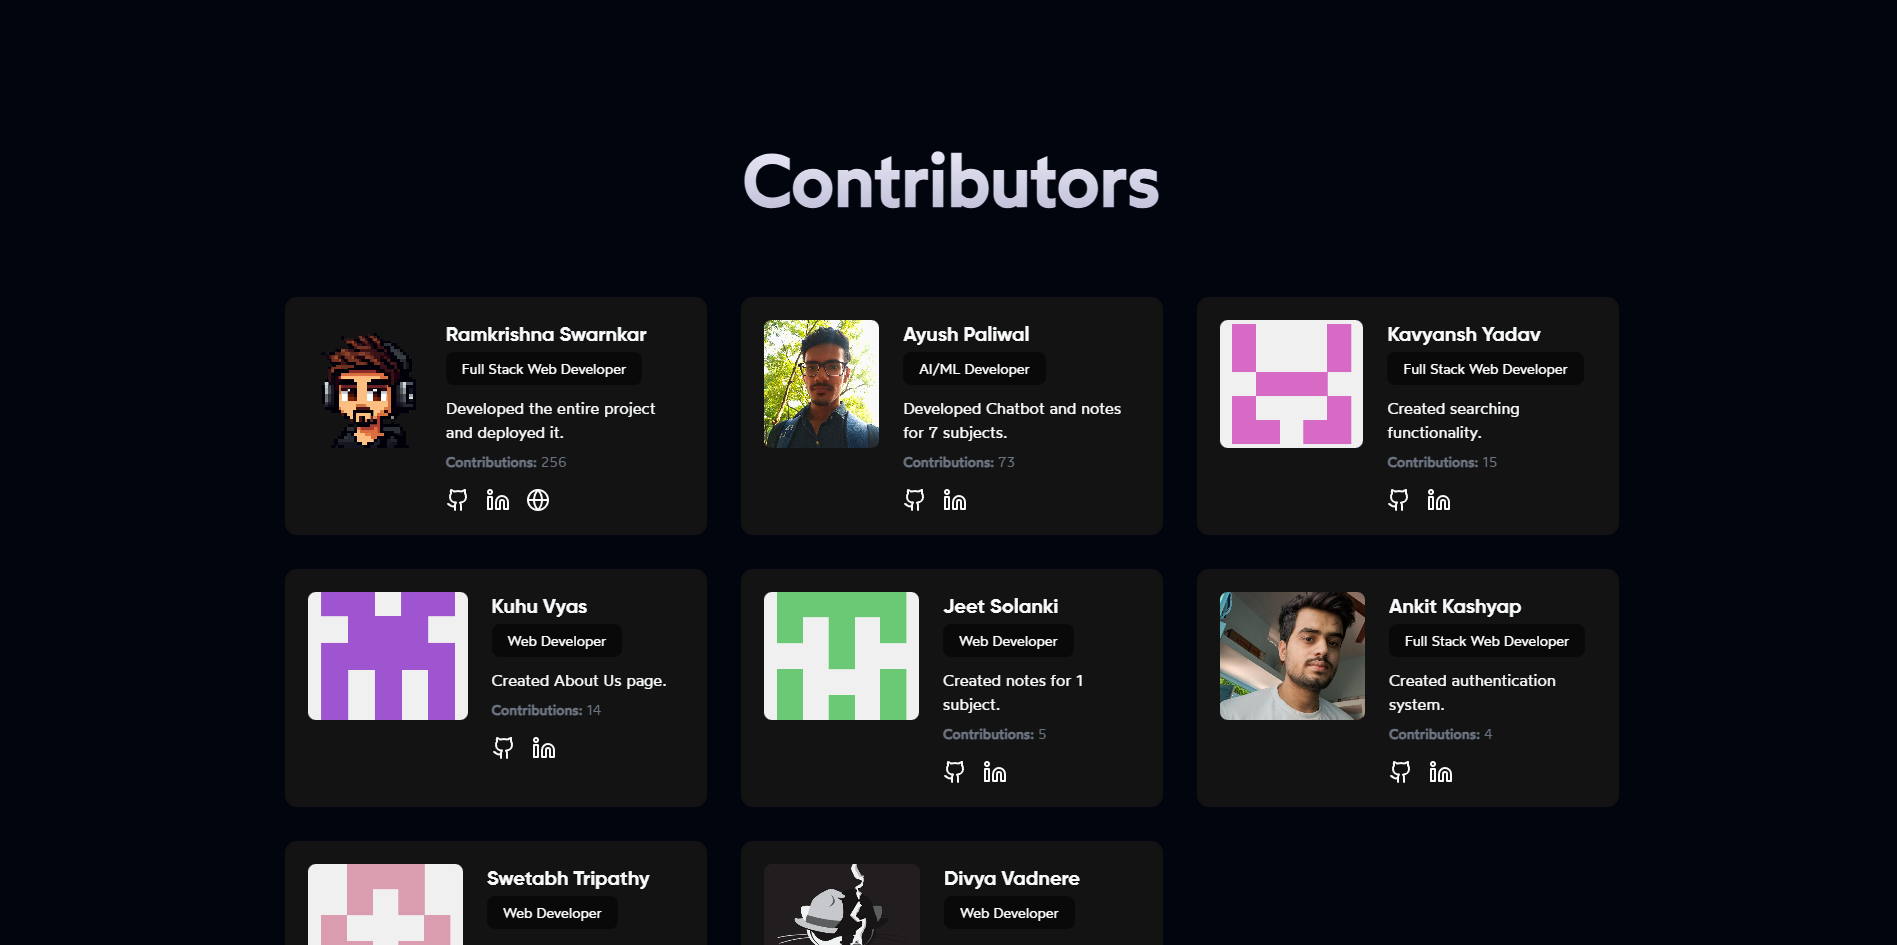 Contributors
Ramkrishna Swarnkar
Full Stack Web Developer
Developed the entire project
and deployed it.
Contributions: 256
Ayush Paliwal
AI/ML Developer
Developed Chatbot and notes
for 7 subjects.
Contributions: 73
Kavyansh Yadav
Full Stack Web Developer
Created searching
functionality.
Contributions: 15
Kuhu Vyas
Web Developer
Created About Us page.
Contributions: 14
Jeet Solanki
Web Developer
Created notes for 1
subject.
Contributions: 5
Ankit Kashyap
Full Stack Web Developer
Created authentication
system.
Contributions: 4
Swetabh Tripathy
Web Developer
Divya Vadnere
Web Developer